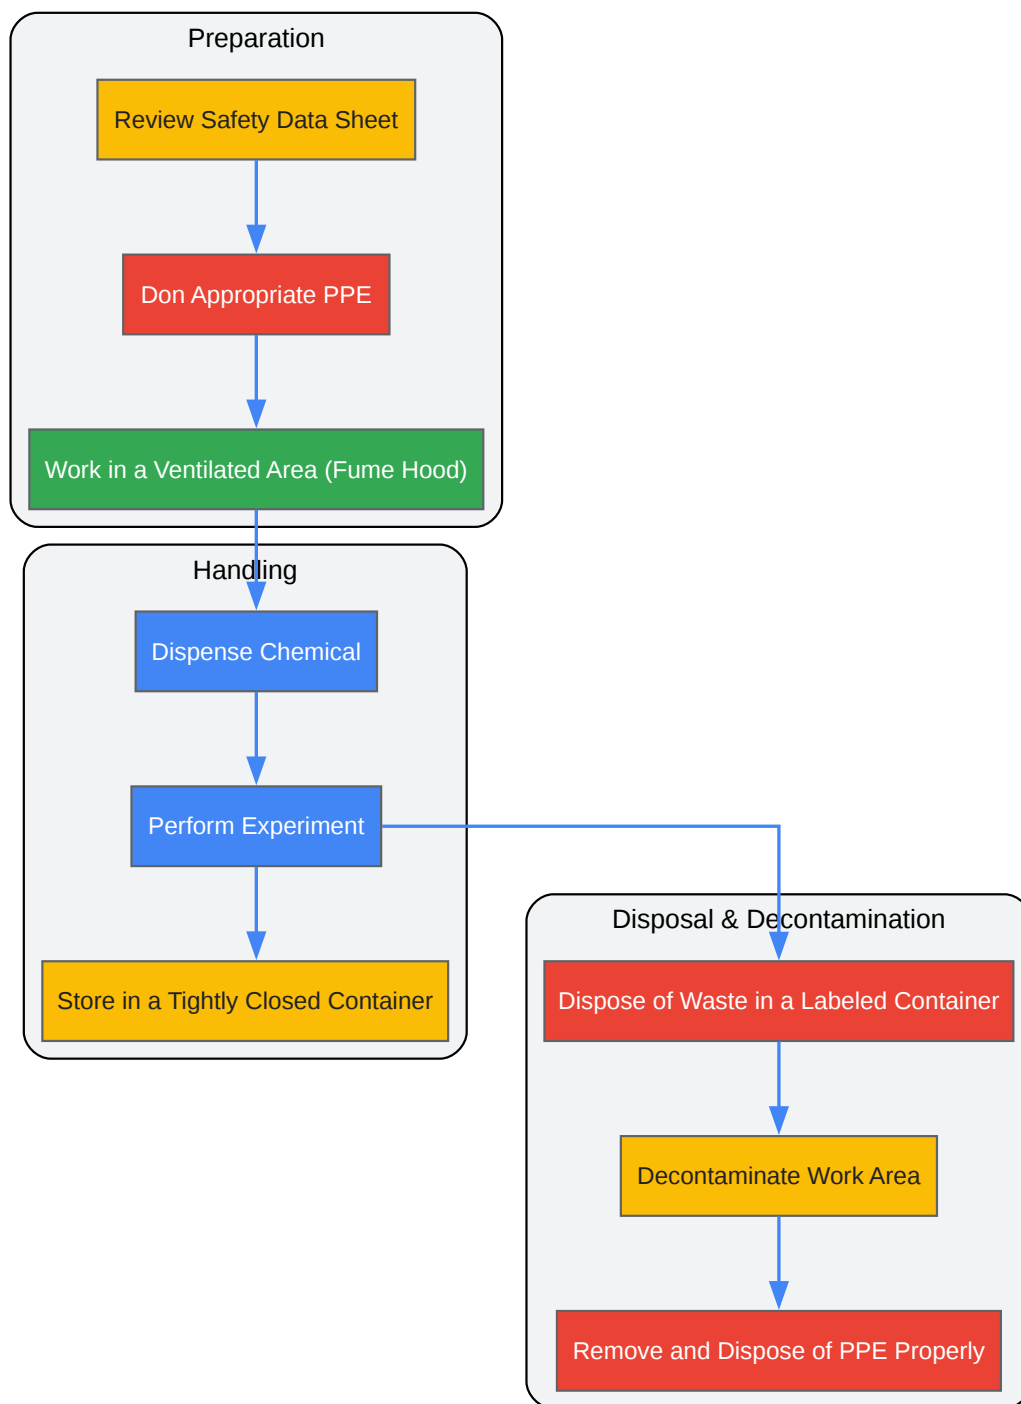 Preparation
Review Safety Data Sheet
Don Appropriate PPE
Work in a Ventilated Area (Fume Hood)
Handling
Dispense Chemical
Perform Experiment
Store in a Tightly Closed Container
Disposal & Decontamination
Dispose of Waste in a Labeled Container
Decontaminate Work Area
Remove and Dispose of PPE Properly